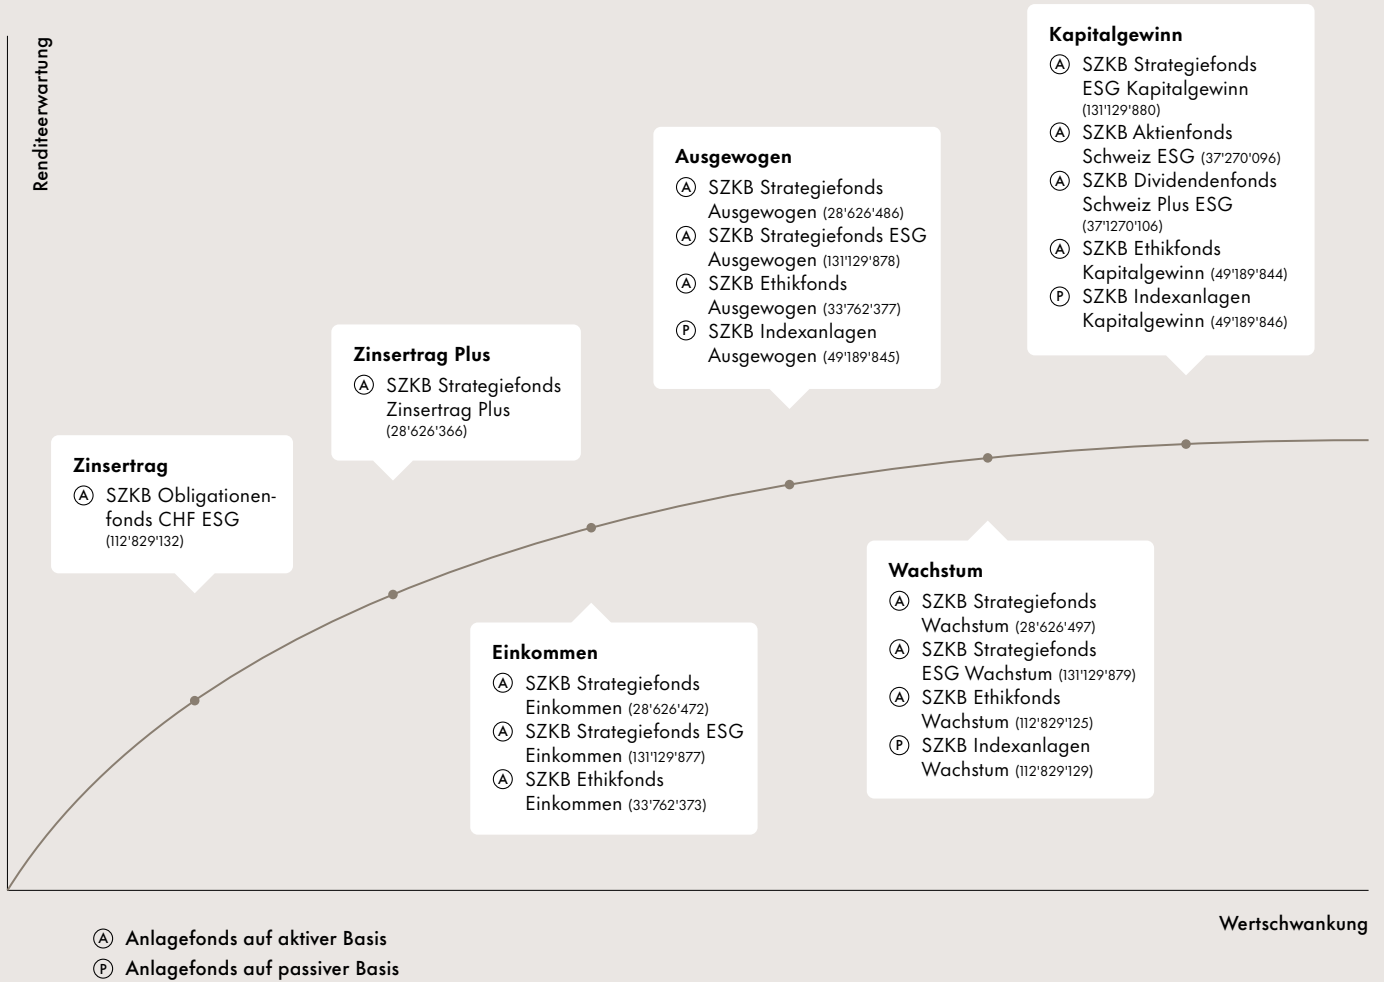 Renditeerwartung
Kapitalgewinn
A SZKB Strategiefonds
ESG Kapitalgewinn
(131'129'880)
A SZKB Aktienfonds
Schweiz ESG (37'270'096)
A SZKB Dividendenfonds
Schweiz Plus ESG
(37'1270'106)
A SZKB Ethikfonds
Kapitalgewinn (49'189'844)
P SZKB Indexanlagen
Kapitalgewinn (49'189'846)
Ausgewogen
A SZKB Strategiefonds
Ausgewogen (28'626'486)
A SZKB Strategiefonds ESG
Ausgewogen (131'129'878)
A SZKB Ethikfonds
Ausgewogen (33'762'377)
P SZKB Indexanlagen
Ausgewogen (49'189'845)
Zinsertrag Plus
A SZKB Strategiefonds
Zinsertrag Plus
(28'626'366)
Zinsertrag
A SZKB Obligationen-
fonds CHF ESG
(112'829'132)
Wachstum
A SZKB Strategiefonds
Wachstum (28'626'497)
A SZKB Strategiefonds
ESG Wachstum (131'129'879)
A SZKB Ethikfonds
Wachstum (112'829'125)
P SZKB Indexanlagen
Wachstum (112'829'129)
Einkommen
A SZKB Strategiefonds
Einkommen (28'626'472)
A SZKB Strategiefonds ESG
Einkommen (131'129'877)
A SZKB Ethikfonds
Einkommen (33'762'373)
Wertschwankung
A Anlagefonds auf aktiver Basis
P Anlagefonds auf passiver Basis